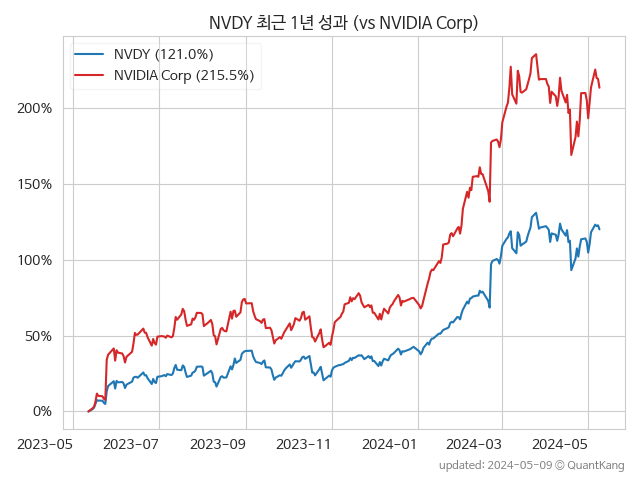 NVDY 최근 1년 성과 (vs NVIDIA Corp)
NVDY (121.0%)
NVIDIA Corp (215.5%)
200%
150%
100%
50%
0%
2023-05 2023-07 2023-09 2023-11 2024-01 2024-03 2024-05
updated: 2024-05-09 © QuantKang